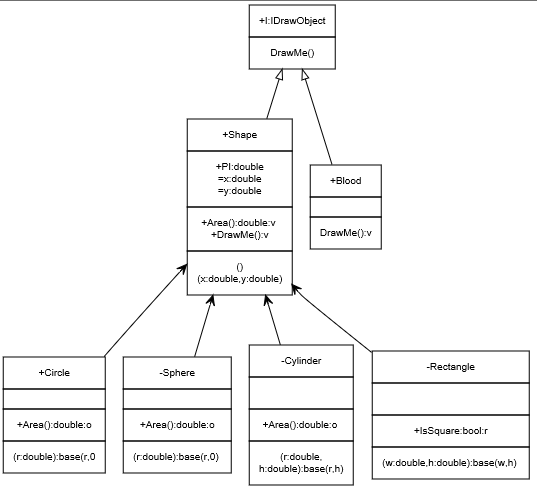 +I:IDrawObject
DrawMe()
+Shape
+PI:double
=x:double
=y:double
+Area():double:v
+DrawMe():v
()
(x:double,y:double)
+Blood
DrawMe():v
+Circle
+Area():double:o
(r:double):base(r,0
-Sphere
+Area():double:o
(r:double):base(r,0)
-Cylinder
+Area():double:o
(r:double,
h:double):base(r,h)
-Rectangle
+IsSquare:bool:r
(w:double,h:double):base(w,h)